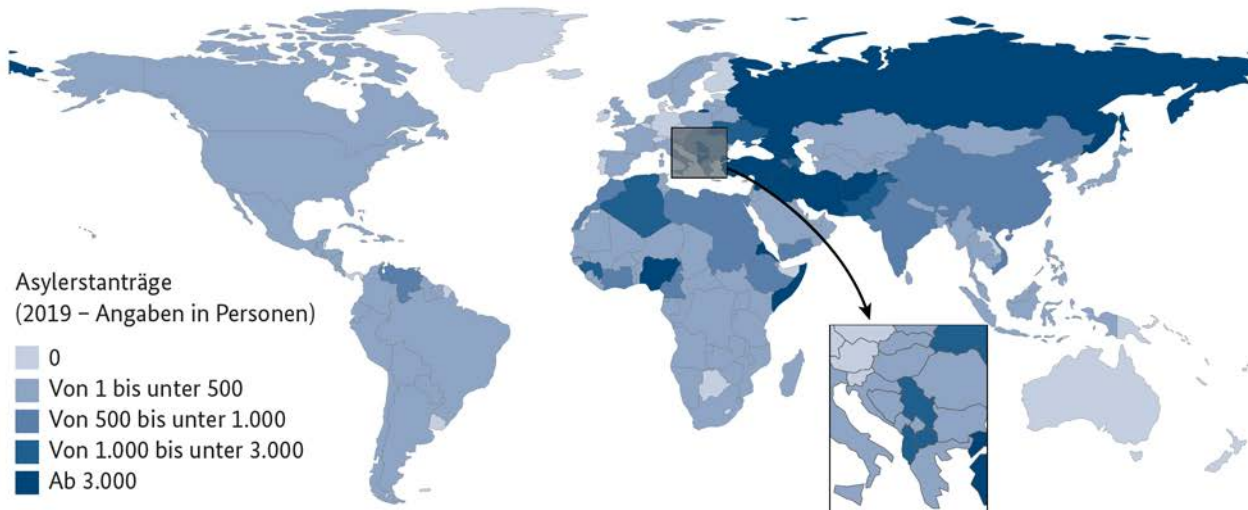 Asylerstanträge
(2019 – Angaben in Personen)
0
Von 1 bis unter 500
Von 500 bis unter 1.000
Von 1.000 bis unter 3.000
Ab 3.000